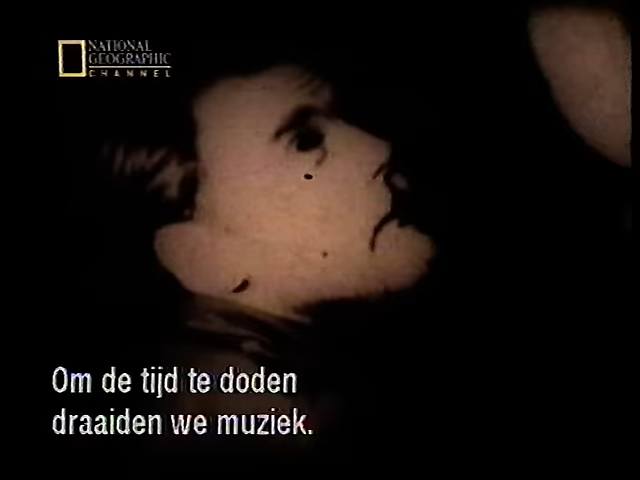 NATIONAL
GEOGRAPHIC
CHANNEL
Om de tijd te doden
draaiden we muziek.